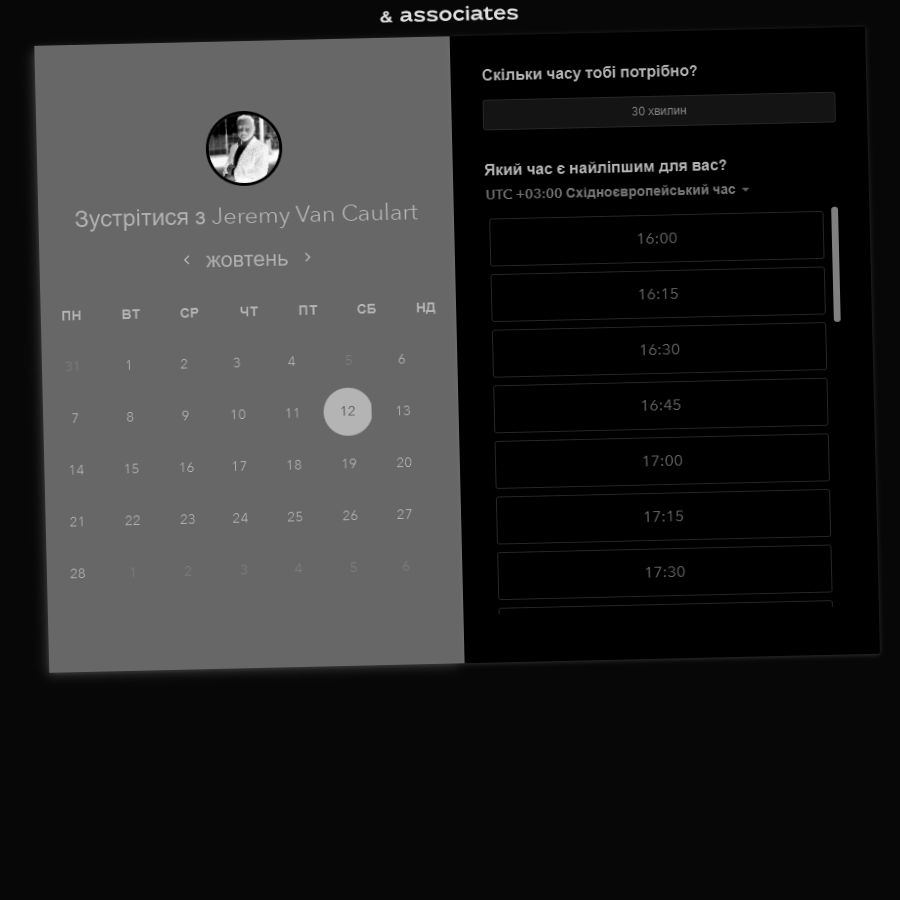 & associates
Зустрітися з Jeremy Van Caulart
жовтень
ПН ВТ СР ЧТ ПТ СБ НД
31 1 2 3 4 5 6
7 8 9 10 11 12 13
14 15 16 17 18 19 20
21 22 23 24 25 26 27
28 1 2 3 4 5 6
Скільки часу тобі потрібно?
30 хвилин
Який час є найліпшим для вас?
UTC +03:00 Східноєвропейський час
16:00
16:15
16:30
16:45
17:00
17:15
17:30